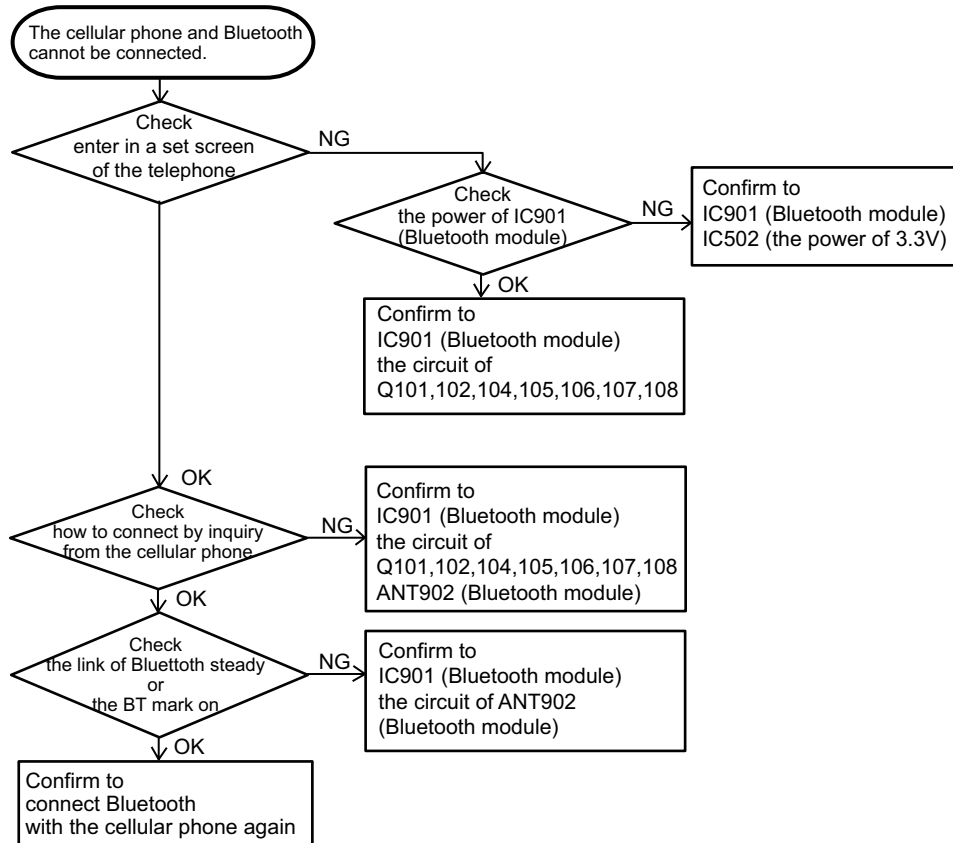 The cellular phone and Bluetooth
cannot be connected.
Check
enter in a set screen
of the telephone
NG
Check
the power of IC901
(Bluetooth module)
NG
Confirm to
IC901 (Bluetooth module)
IC502 (the power of 3.3V)
OK
Confirm to
IC901 (Bluetooth module)
the circuit of
Q101,102,104,105,106,107,108
OK
Check
how to connect by inquiry
from the cellular phone
NG
Confirm to
IC901 (Bluetooth module)
the circuit of
Q101,102,104,105,106,107,108
ANT902 (Bluetooth module)
OK
Check
the link of Bluettoth steady
or
the BT mark on
NG
Confirm to
IC901 (Bluetooth module)
the circuit of ANT902
(Bluetooth module)
OK
Confirm to
connect Bluetooth
with the cellular phone again